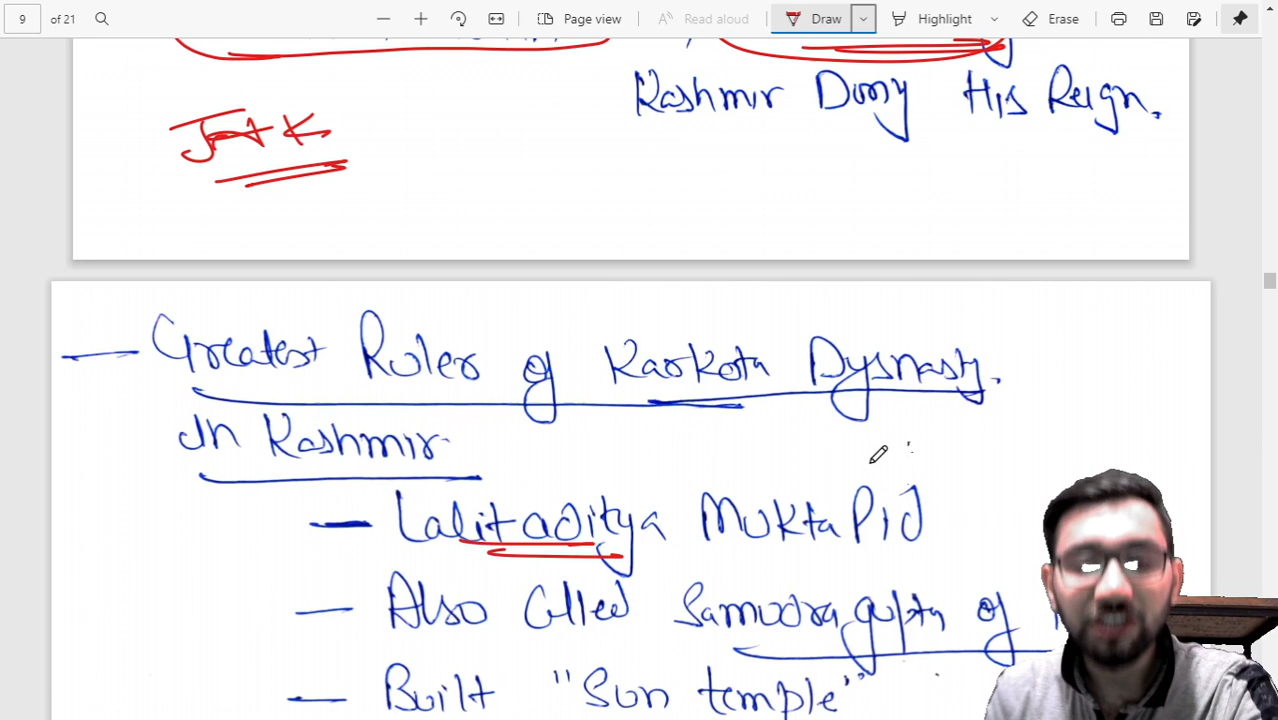 9 of 21 Page view Read aloud Draw Highlight Erase
Kashmir During His Reign.
J&K
— Greatest Ruler of Karkota Dysnasty.
In Kashmir
— Lalitaditya MuktaPid
— Also Called Samudragupta of
— Built "Sun temple"